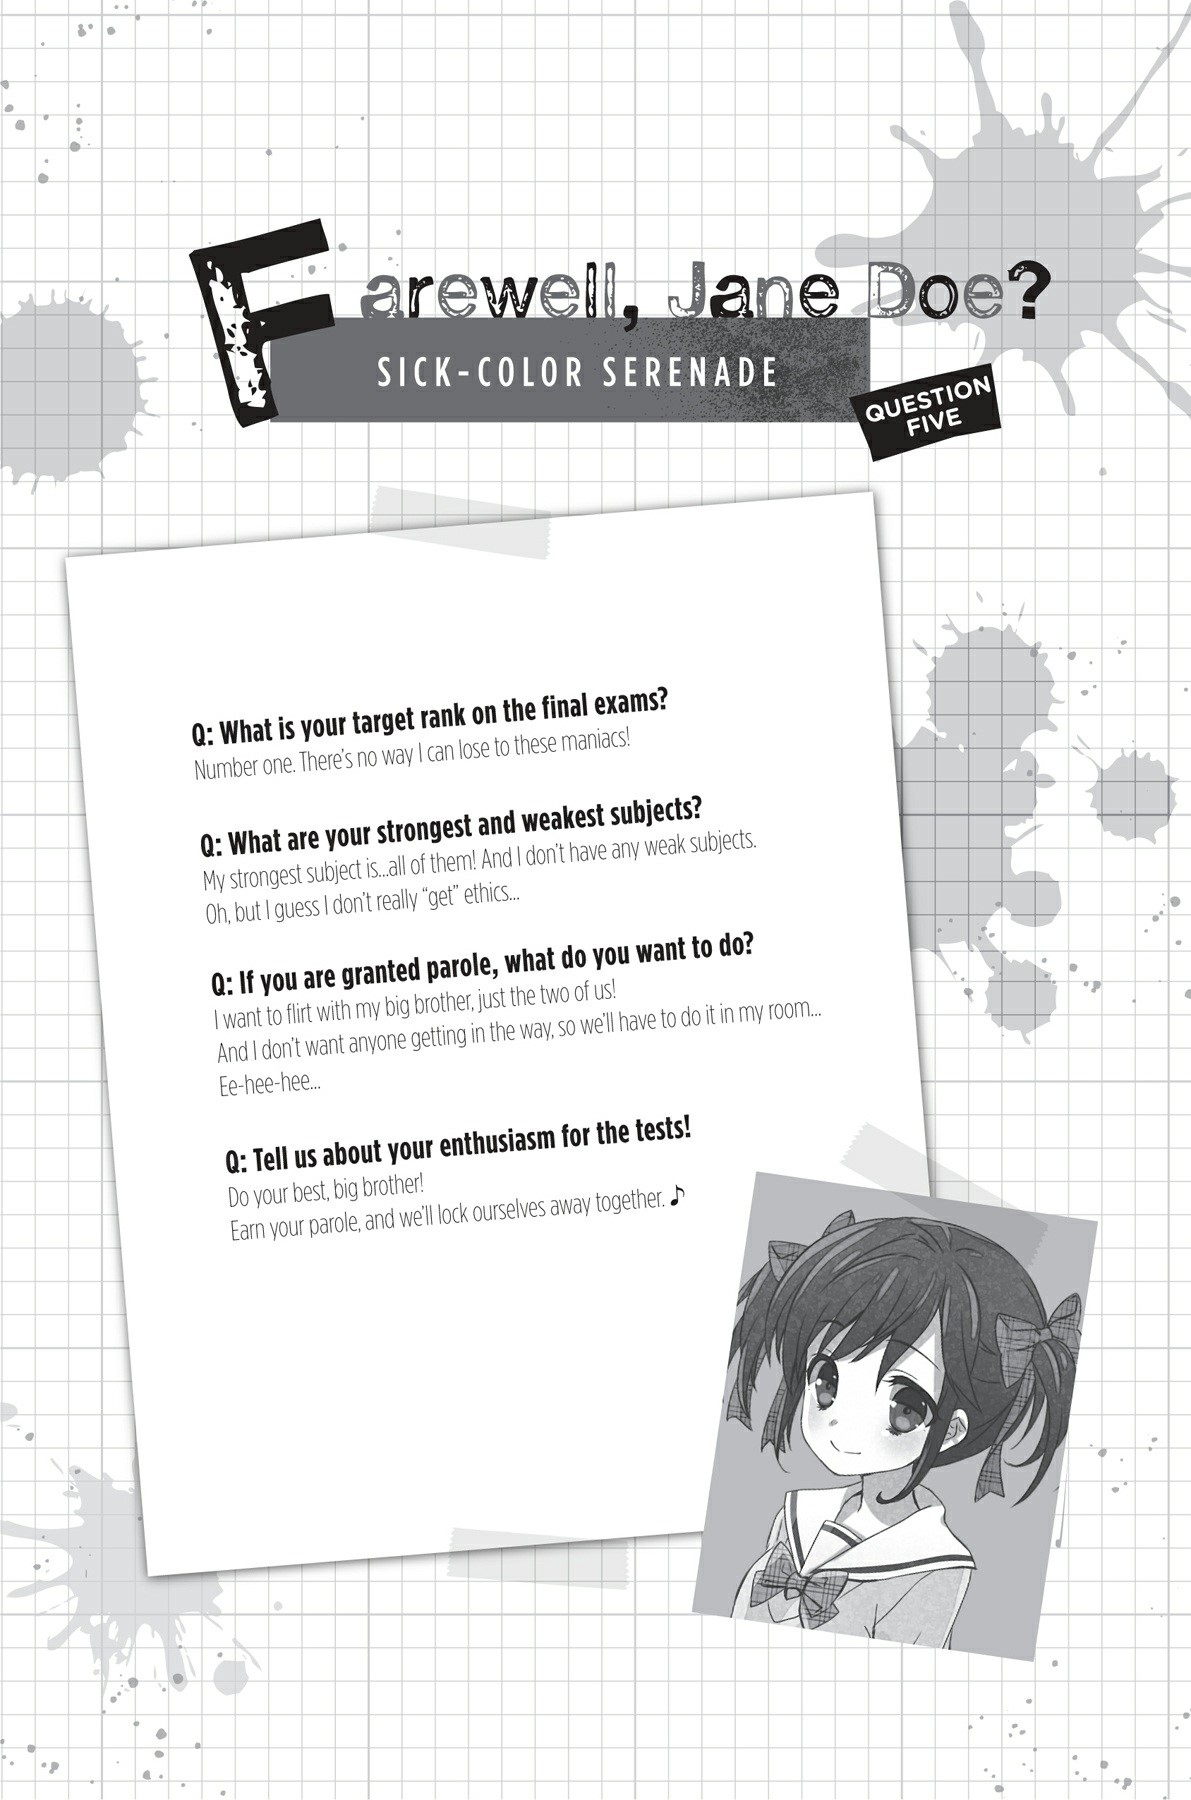 Farewell, Jane Doe?
SICK-COLOR SERENADE
QUESTION
FIVE
Q: What is your target rank on the final exams?
Number one. There's no way I can lose to these maniacs!
Q: What are your strongest and weakest subjects?
My strongest subject is...all of them! And I don't have any weak subjects.
Oh, but I guess I don't really “get” ethics...
Q: If you are granted parole, what do you want to do?
I want to flirt with my big brother, just the two of us!
And I don't want anyone getting in the way, so we'll have to do it in my room...
Ee-hee-hee...
Q: Tell us about your enthusiasm for the tests!
Do your best, big brother!
Earn your parole, and we'll lock ourselves away together. ♪